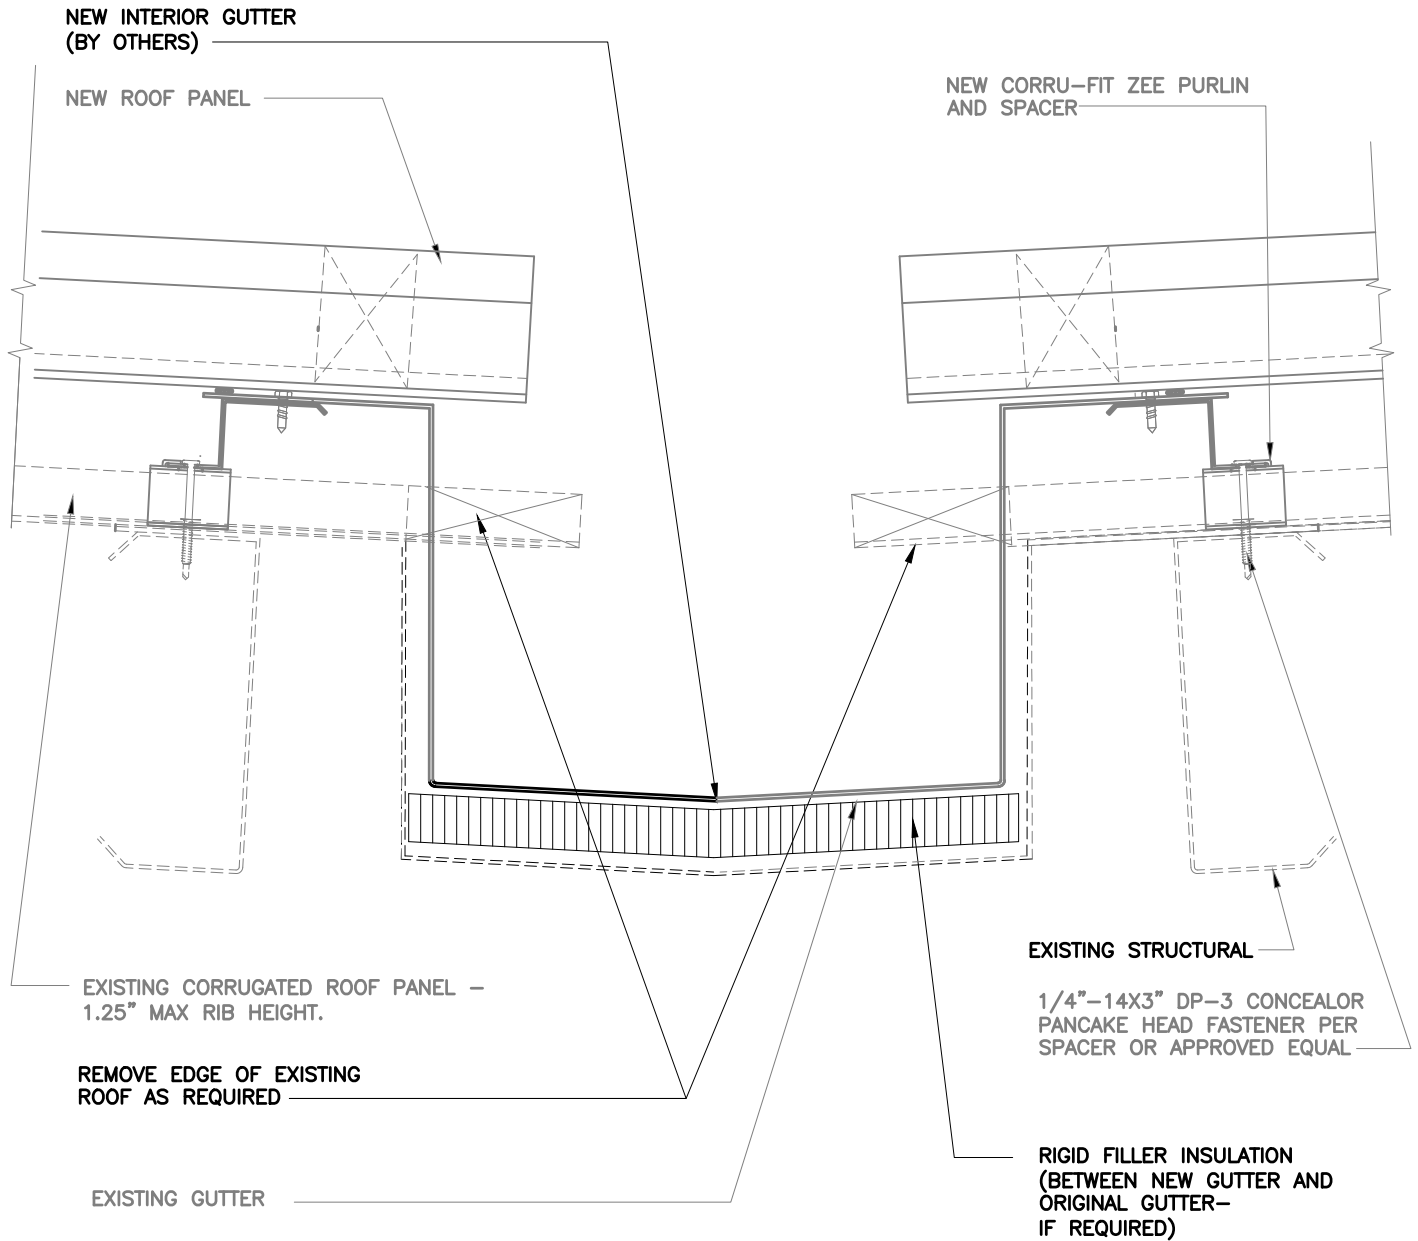 NEW INTERIOR GUTTER
(BY OTHERS)
NEW ROOF PANEL
NEW CORRU-FIT ZEE PURLIN
AND SPACER
EXISTING STRUCTURAL
EXISTING CORRUGATED ROOF PANEL -
1.25" MAX RIB HEIGHT.
1/4"-14X3" DP-3 CONCEALOR
PANCAKE HEAD FASTENER PER
SPACER OR APPROVED EQUAL
REMOVE EDGE OF EXISTING
ROOF AS REQUIRED
RIGID FILLER INSULATION
(BETWEEN NEW GUTTER AND
ORIGINAL GUTTER-
IF REQUIRED)
EXISTING GUTTER